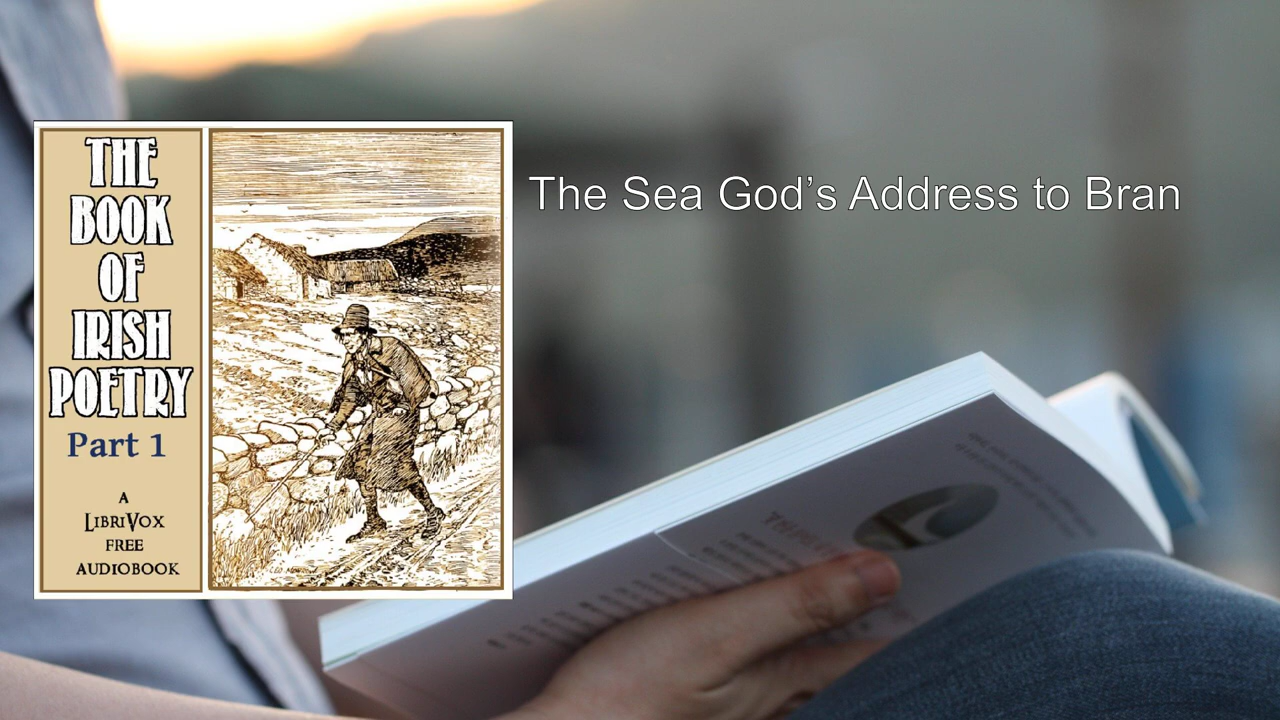 THE
BOOK
OF
IRISH
POETRY
Part 1
A
LIBRIVOX
FREE
AUDIOBOOK
The Sea God’s Address to Bran